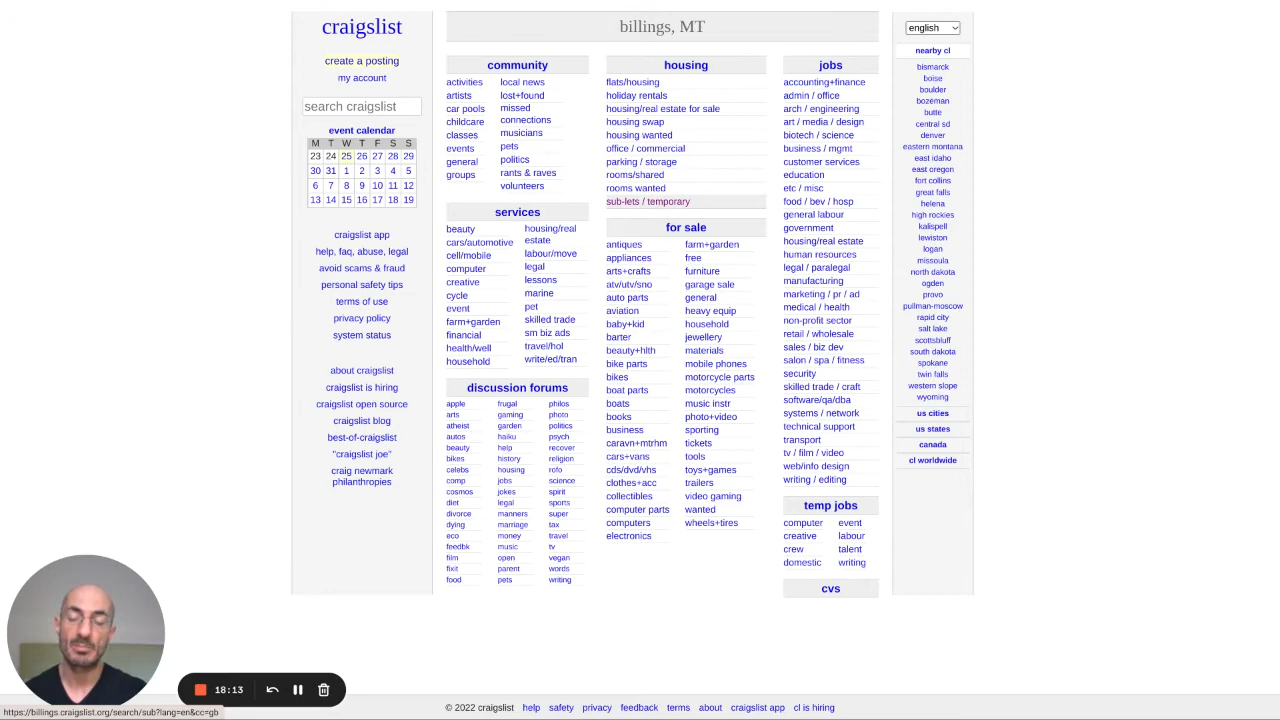 craigslist
create a posting
my account
search craigslist
event calendar
M T W T F S S
23 24 25 26 27 28 29
30 31 1 2 3 4 5
6 7 8 9 10 11 12
13 14 15 16 17 18 19
craigslist app
help, faq, abuse, legal
avoid scams & fraud
personal safety tips
terms of use
privacy policy
system status
about craigslist
craigslist is hiring
craigslist open source
craigslist blog
best-of-craigslist
"craigslist joe"
craig newmark
philanthropies
billings, MT
community
activities
artists
car pools
childcare
classes
events
general
groups
local news
lost+found
missed
connections
musicians
pets
politics
rants & raves
volunteers
services
beauty
cars/automotive
cell/mobile
computer
creative
cycle
event
farm+garden
financial
health/well
household
housing/real
estate
labour/move
legal
lessons
marine
pet
skilled trade
sm biz ads
travel/hol
write/ed/tran
discussion forums
apple
arts
atheist
autos
beauty
bikes
celebs
comp
cosmos
diet
divorce
dying
eco
feedbk
film
fixit
food
frugal
gaming
garden
haiku
help
history
housing
jobs
jokes
legal
manners
marriage
money
music
open
parent
pets
philos
photo
politics
psych
recover
religion
rofo
science
spirit
sports
super
tax
travel
tv
vegan
words
writing
housing
flats/housing
holiday rentals
housing/real estate for sale
housing swap
housing wanted
office / commercial
parking / storage
rooms/shared
rooms wanted
sub-lets / temporary
for sale
antiques
appliances
arts+crafts
atv/utv/sno
auto parts
aviation
baby+kid
barter
beauty+hlth
bike parts
bikes
boat parts
boats
books
business
caravn+mtrhm
cars+vans
cds/dvd/vhs
clothes+acc
collectibles
computer parts
computers
electronics
farm+garden
free
furniture
garage sale
general
heavy equip
household
jewellery
materials
mobile phones
motorcycle parts
motorcycles
music instr
photo+video
sporting
tickets
tools
toys+games
trailers
video gaming
wanted
wheels+tires
jobs
accounting+finance
admin / office
arch / engineering
art / media / design
biotech / science
business / mgmt
customer services
education
etc / misc
food / bev / hosp
general labour
government
housing/real estate
human resources
legal / paralegal
manufacturing
marketing / pr / ad
medical / health
non-profit sector
retail / wholesale
sales / biz dev
salon / spa / fitness
security
skilled trade / craft
software/qa/dba
systems / network
technical support
transport
tv / film / video
web/info design
writing / editing
temp jobs
computer
creative
crew
domestic
event
labour
talent
writing
cvs
english
nearby cl
bismarck
boise
boulder
bozeman
butte
central sd
denver
eastern montana
east idaho
east oregon
fort collins
great falls
helena
high rockies
kalispell
lewiston
logan
missoula
north dakota
ogden
provo
pullman-moscow
rapid city
salt lake
scottsbluff
south dakota
spokane
twin falls
western slope
wyoming
us cities
us states
canada
cl worldwide
18:13
© 2022 craigslist help safety privacy feedback terms about craigslist app cl is hiring
https://billings.craigslist.org/search/sub?lang=en&cc=gb